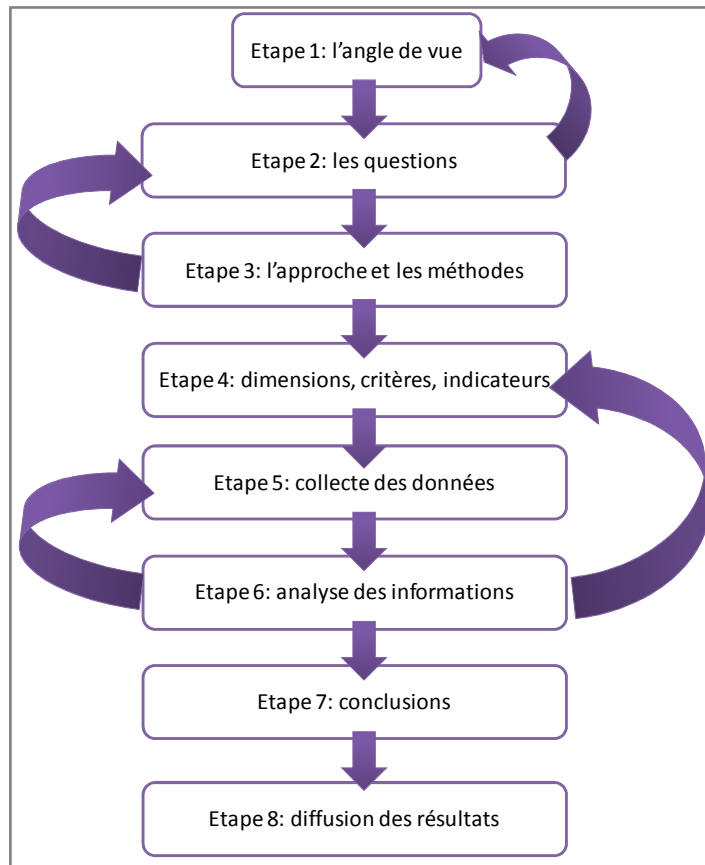 Etape 1: l'angle de vue
Etape 2: les questions
Etape 3: l'approche et les méthodes
Etape 4: dimensions, critères, indicateurs
Etape 5: collecte des données
Etape 6: analyse des informations
Etape 7: conclusions
Etape 8: diffusion des résultats